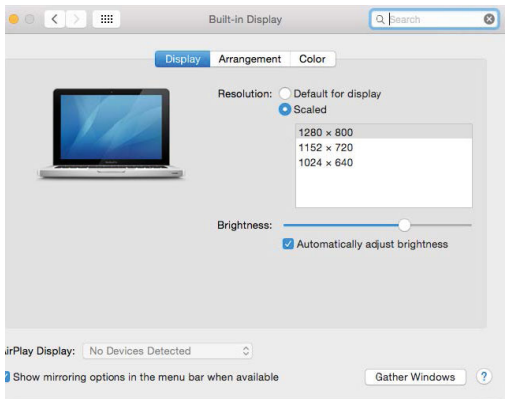 Built-in Display
Search
Display Arrangement Color
Resolution: Default for display
Scaled
1280 × 800
1152 × 720
1024 × 640
Brightness:
Automatically adjust brightness
irPlay Display: No Devices Detected
Show mirroring options in the menu bar when available
Gather Windows ?